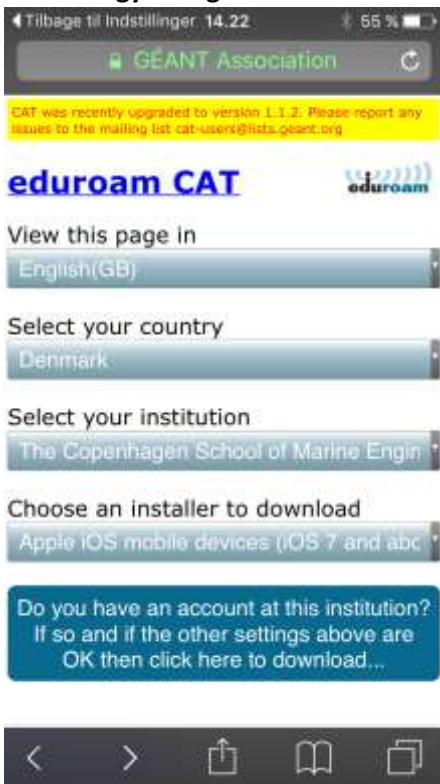 Tilbage til Indstillinger 14.22 55 %
GÉANT Association
CAT was recently upgraded to version 1.1.2. Please report any
issues to the mailing list cat-users@lists.geant.org
eduroam CAT
eduroam
View this page in
English(GB)
Select your country
Denmark
Select your institution
The Copenhagen School of Marine Engin
Choose an installer to download
Apple iOS mobile devices (iOS 7 and abc
Do you have an account at this institution?
If so and if the other settings above are
OK then click here to download...